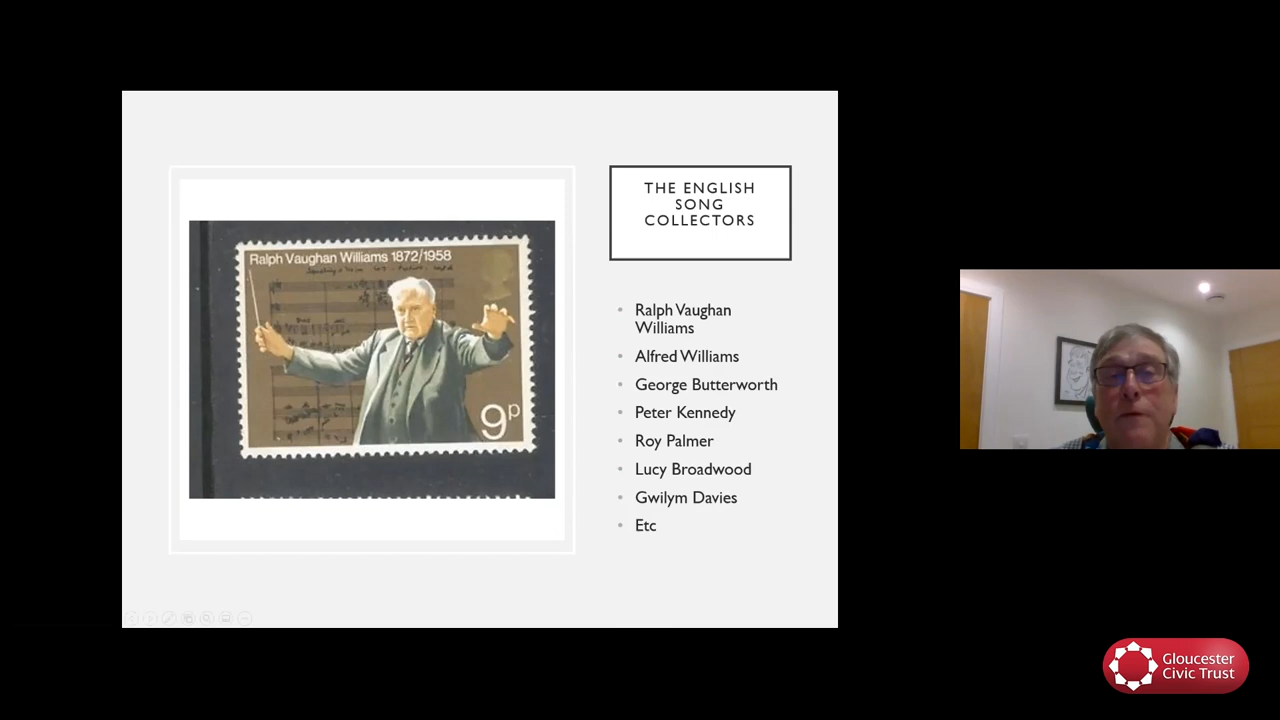 THE ENGLISH
SONG
COLLECTORS
Ralph Vaughan Williams 1872/1958
9p
Ralph Vaughan
Williams
Alfred Williams
George Butterworth
Peter Kennedy
Roy Palmer
Lucy Broadwood
Gwilym Davies
Etc
Gloucester
Civic Trust